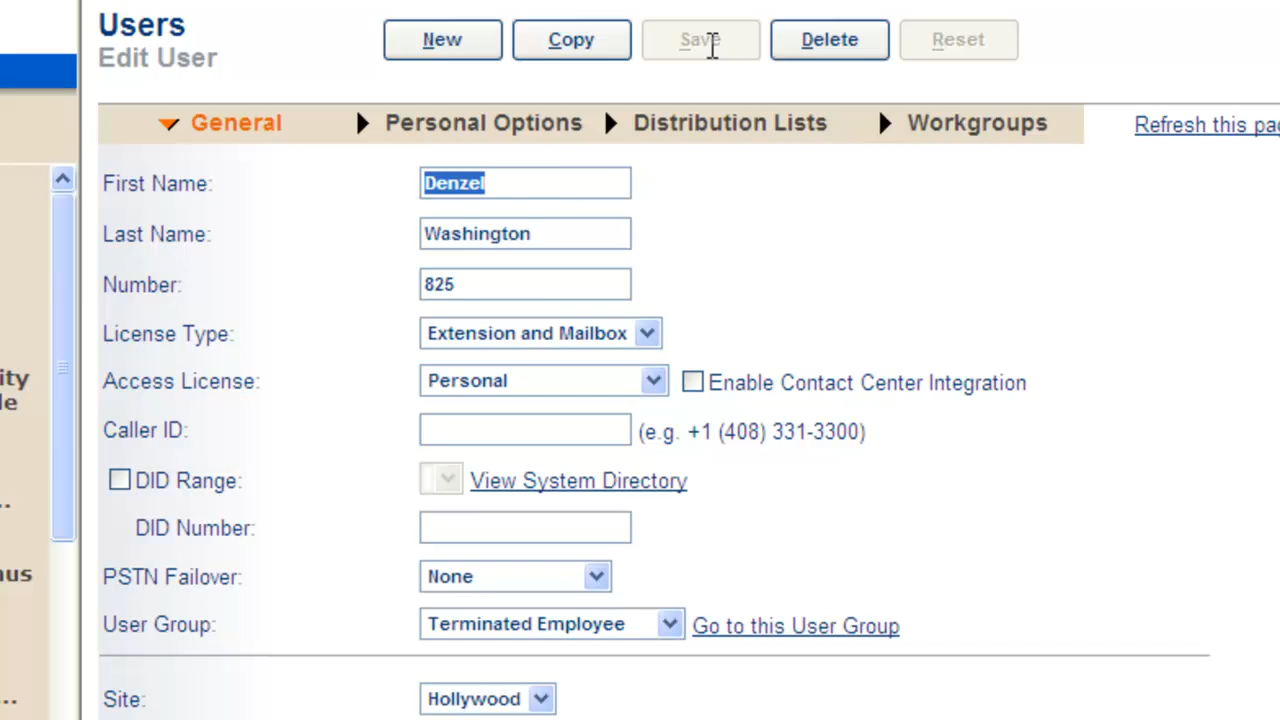 Users
Edit User
New Copy Save Delete Reset
General Personal Options Distribution Lists Workgroups Refresh this pa
First Name: Denzel
Last Name: Washington
Number: 825
License Type: Extension and Mailbox
Access License: Personal Enable Contact Center Integration
Caller ID: (e.g. +1 (408) 331-3300)
DID Range: View System Directory
DID Number:
PSTN Failover: None
User Group: Terminated Employee Go to this User Group
Site: Hollywood
ity
le
..
nus
...